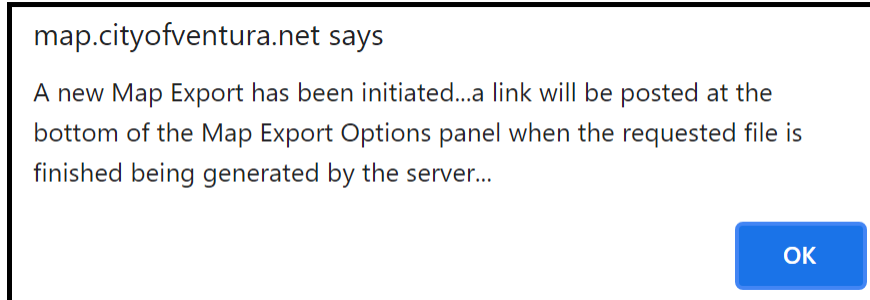 map.cityofventura.net says
A new Map Export has been initiated...a link will be posted at the
bottom of the Map Export Options panel when the requested file is
finished being generated by the server...
OK